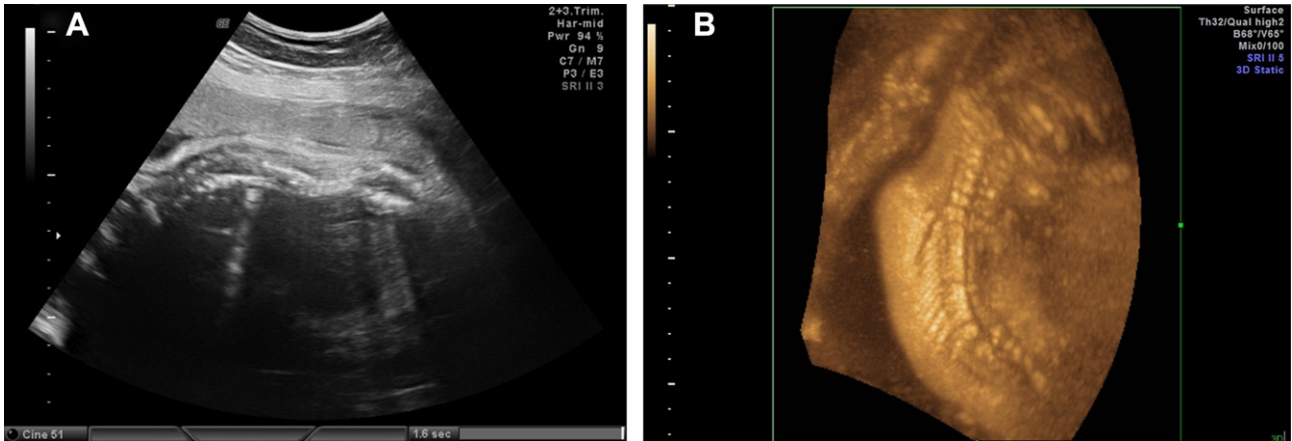 A
GE
2+3.Trim.
Har-mid
Pwr 94 %
Gn 9
C7 / M7
P3 / E3
SRI II 3
Cine 51
1.6 sec
B
Surface
Th32/Qual high2
B68°/V65°
Mix0/100
SRI II 5
3D Static
3D